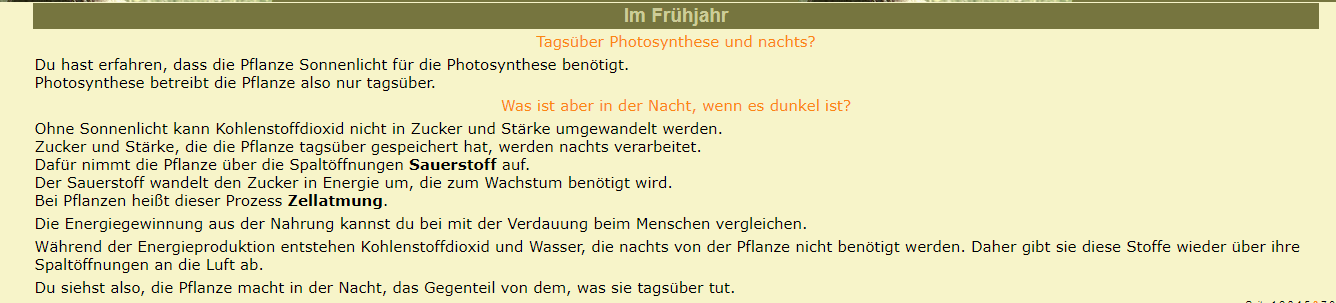 Im Frühjahr
Tagsüber Photosynthese und nachts?
Du hast erfahren, dass die Pflanze Sonnenlicht für die Photosynthese benötigt.
Photosynthese betreibt die Pflanze also nur tagsüber.
Was ist aber in der Nacht, wenn es dunkel ist?
Ohne Sonnenlicht kann Kohlenstoffdioxid nicht in Zucker und Stärke umgewandelt werden.
Zucker und Stärke, die die Pflanze tagsüber gespeichert hat, werden nachts verarbeitet.
Dafür nimmt die Pflanze über die Spaltöffnungen Sauerstoff auf.
Der Sauerstoff wandelt den Zucker in Energie um, die zum Wachstum benötigt wird.
Bei Pflanzen heißt dieser Prozess Zellatmung.
Die Energiegewinnung aus der Nahrung kannst du bei mit der Verdauung beim Menschen vergleichen.
Während der Energieproduktion entstehen Kohlenstoffdioxid und Wasser, die nachts von der Pflanze nicht benötigt werden. Daher gibt sie diese Stoffe wieder über ihre
Spaltöffnungen an die Luft ab.
Du siehst also, die Pflanze macht in der Nacht, das Gegenteil von dem, was sie tagsüber tut.